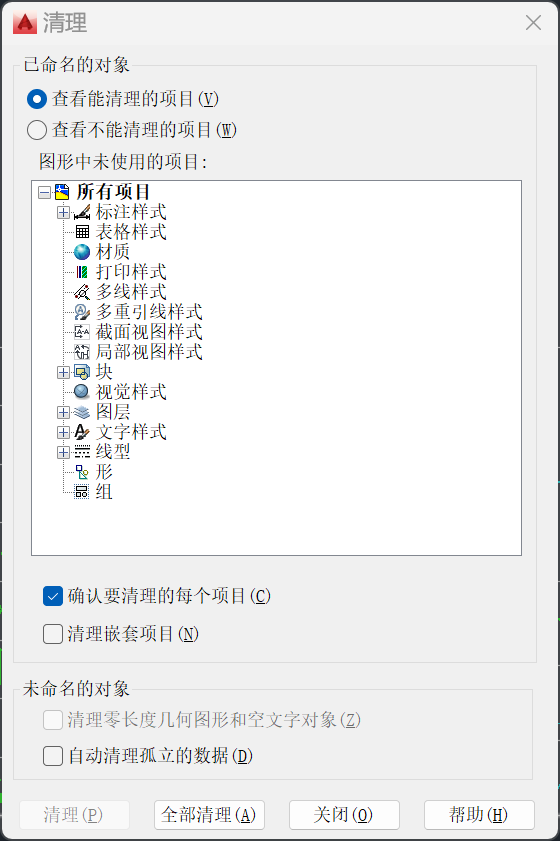 清理
已命名的对象
查看能清理的项目(V)
查看不能清理的项目(W)
图形中未使用的项目:
所有项目
标注样式
表格样式
材质
打印样式
多线样式
多重引线样式
截面视图样式
局部视图样式
块
视觉样式
图层
文字样式
线型
形
组
确认要清理的每个项目(C)
清理嵌套项目(N)
未命名的对象
清理零长度几何图形和空文字对象(Z)
自动清理孤立的数据(D)
清理(P) 全部清理(A) 关闭(O) 帮助(H)